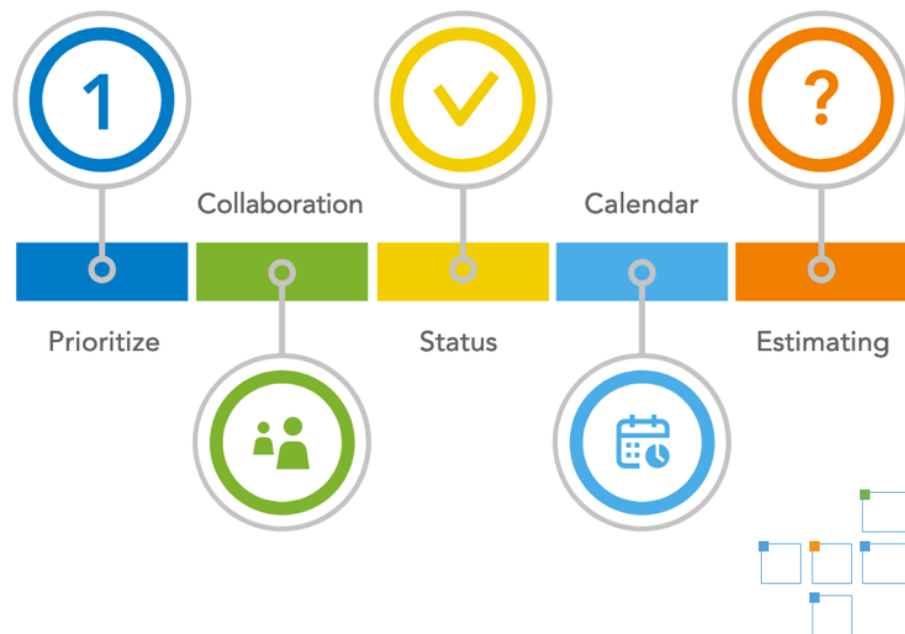 1
?
Collaboration
Calendar
Prioritize
Status
Estimating